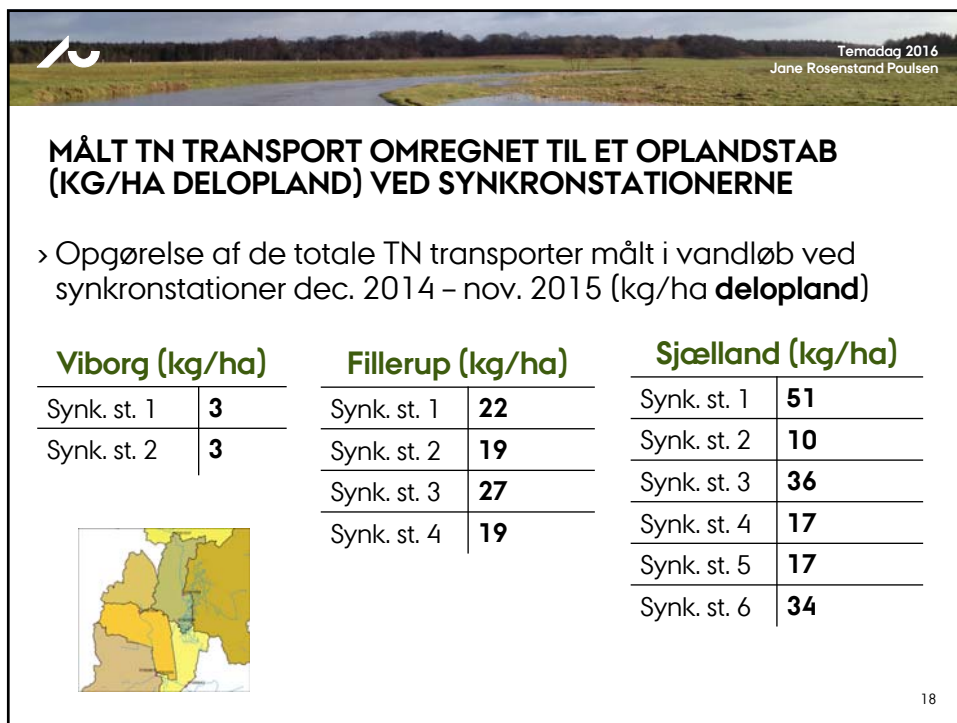 Temadag 2016
Jane Rosenstand Poulsen
MÅLT TN TRANSPORT OMREGNET TIL ET OPLANDSTAB
(KG/HA DELOPLAND) VED SYNKRONSTATIONERNE
› Opgørelse af de totale TN transporter målt i vandløb ved
synkronstationer dec. 2014 – nov. 2015 (kg/ha delopland)
Viborg (kg/ha)
Synk. st. 1 3
Synk. st. 2 3
Fillerup (kg/ha)
Synk. st. 1 22
Synk. st. 2 19
Synk. st. 3 27
Synk. st. 4 19
Sjælland (kg/ha)
Synk. st. 1 51
Synk. st. 2 10
Synk. st. 3 36
Synk. st. 4 17
Synk. st. 5 17
Synk. st. 6 34
18